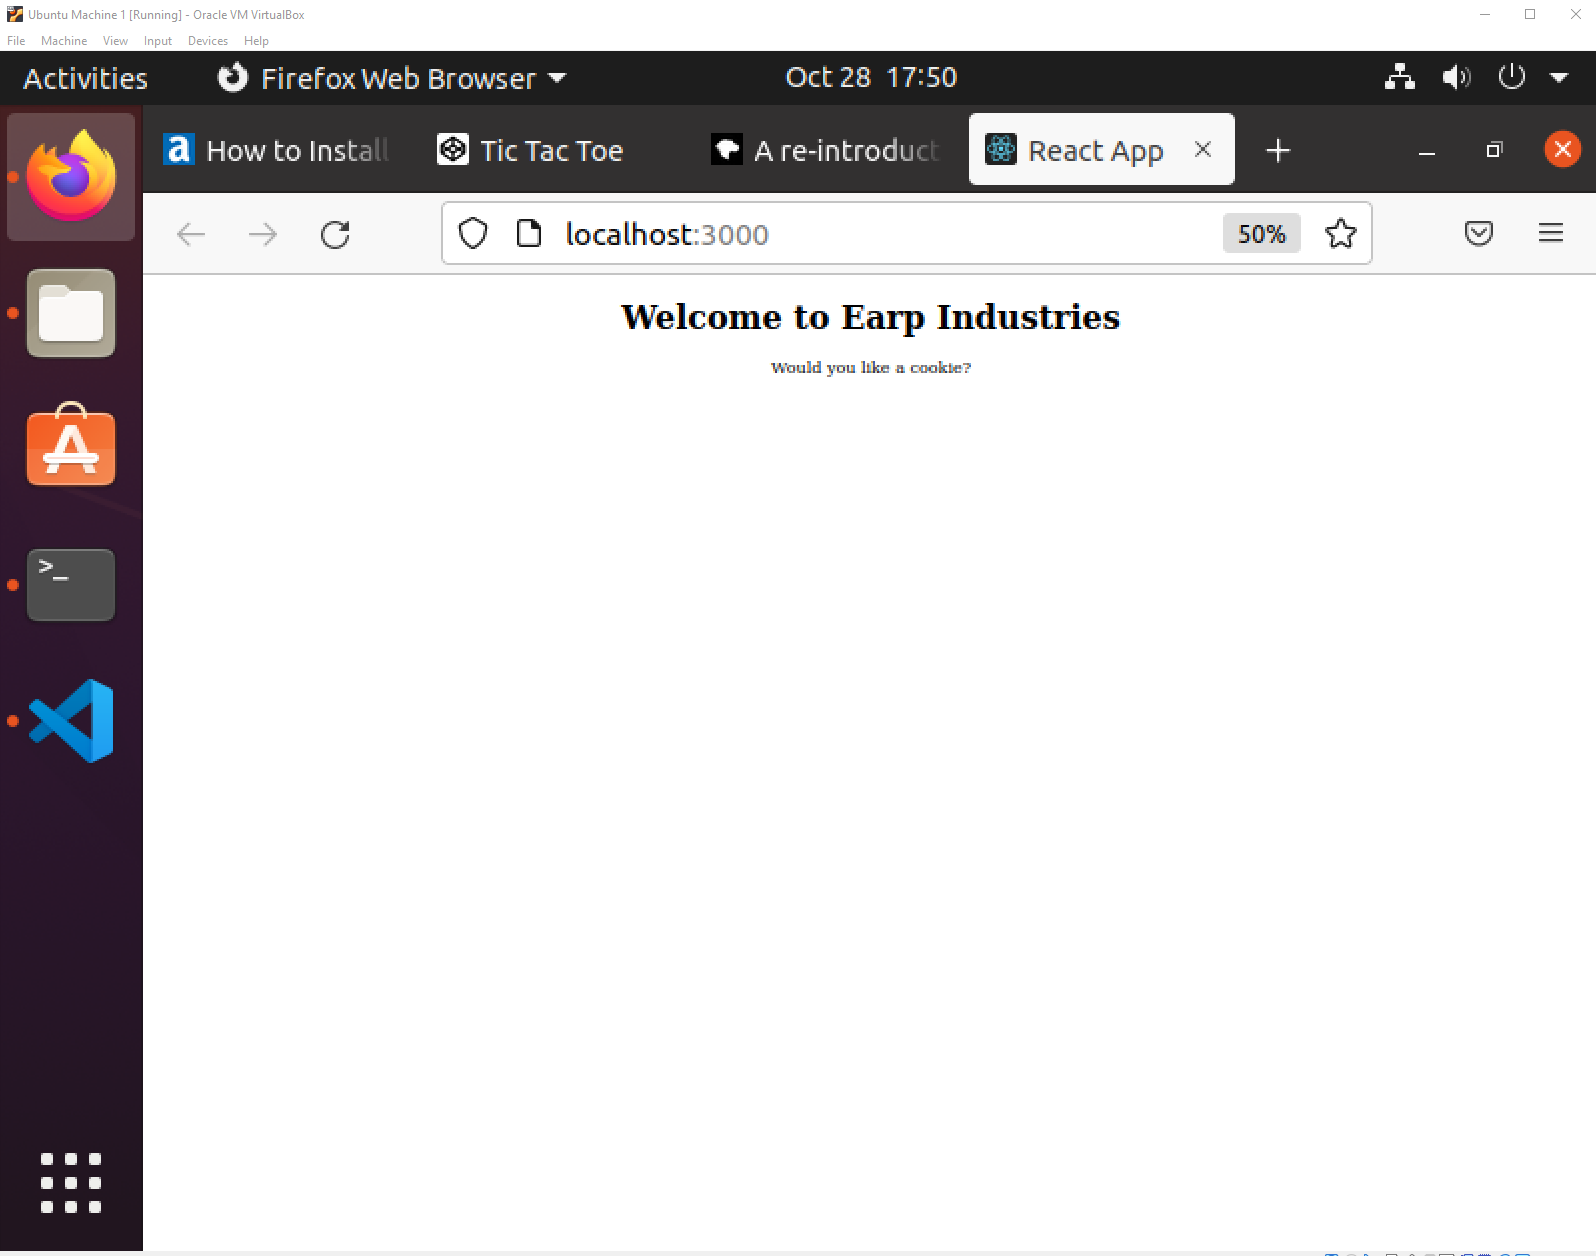 Ubuntu Machine 1 [Running] - Oracle VM VirtualBox
File Machine View Input Devices Help
Activities Firefox Web Browser Oct 28 17:50
How to Install Tic Tac Toe A re-introduct React App
localhost:3000 50%
Welcome to Earp Industries
Would you like a cookie?